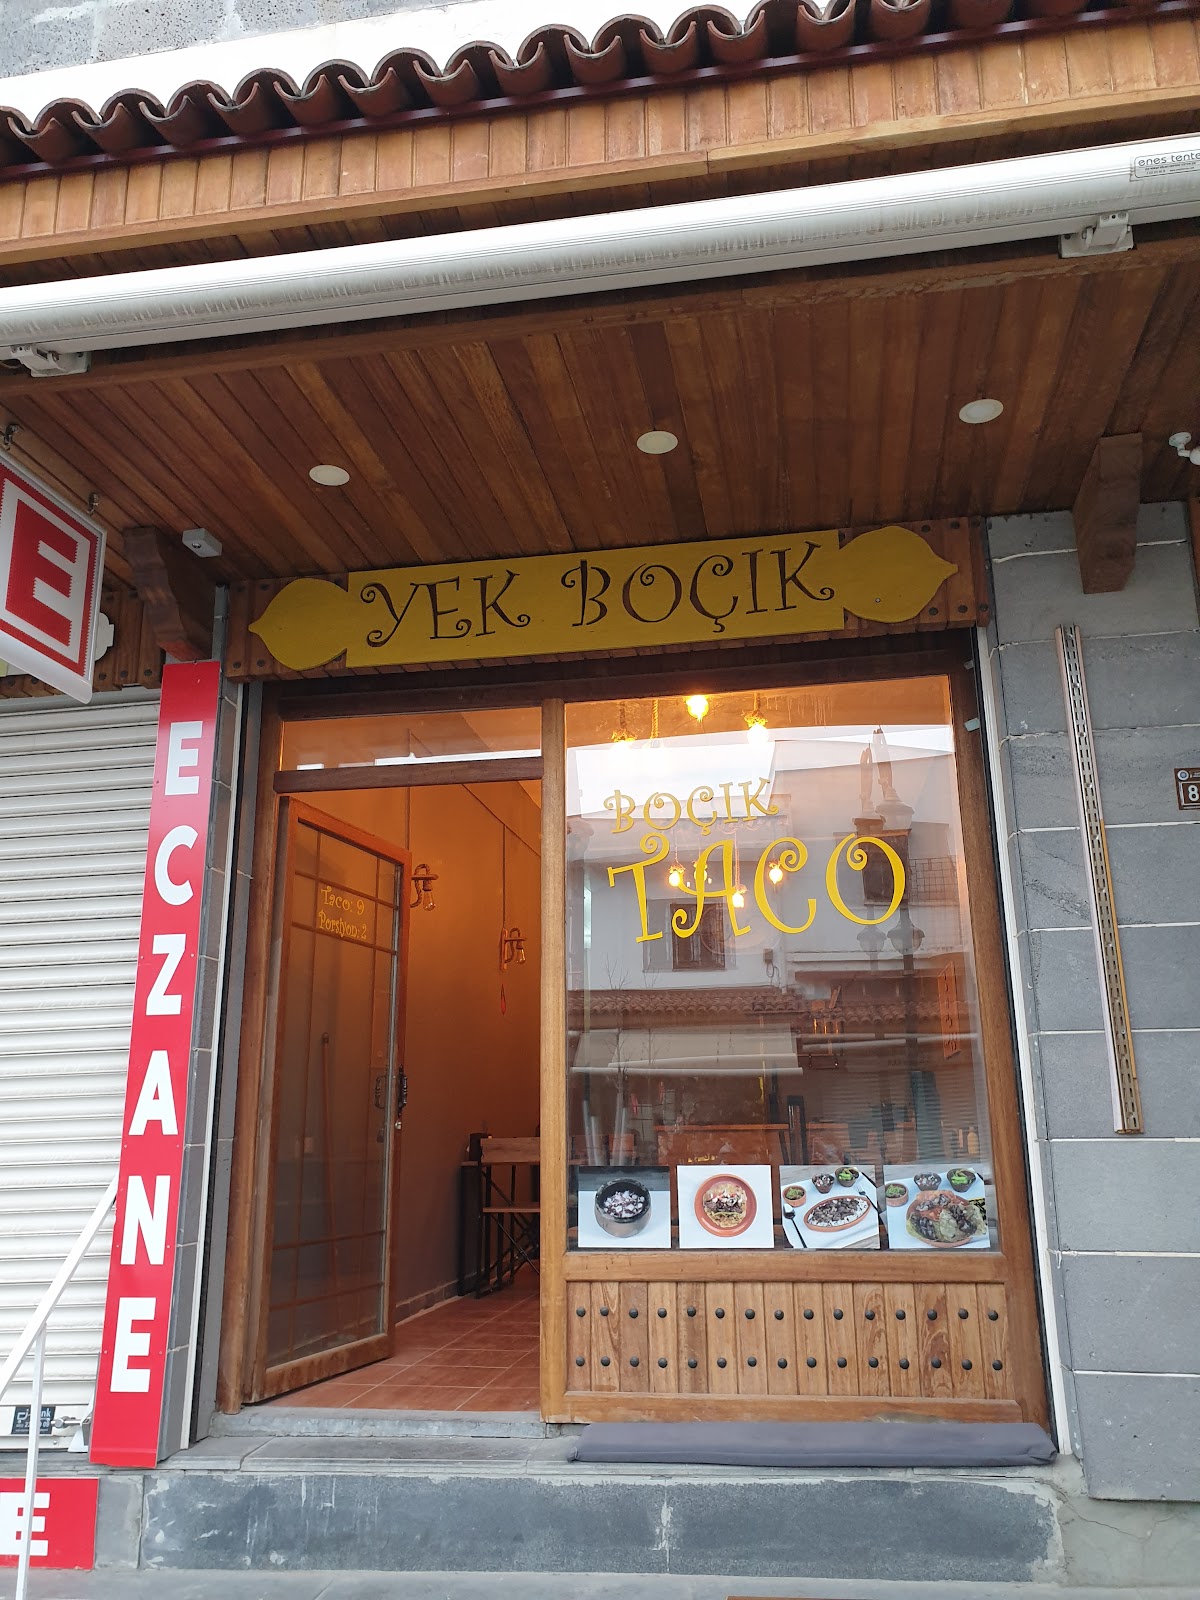 enes tente
E
YEK BOÇIK
ECZANE
BOÇIK
TACO
Taco: 9
Porsiyon: 2
8
E